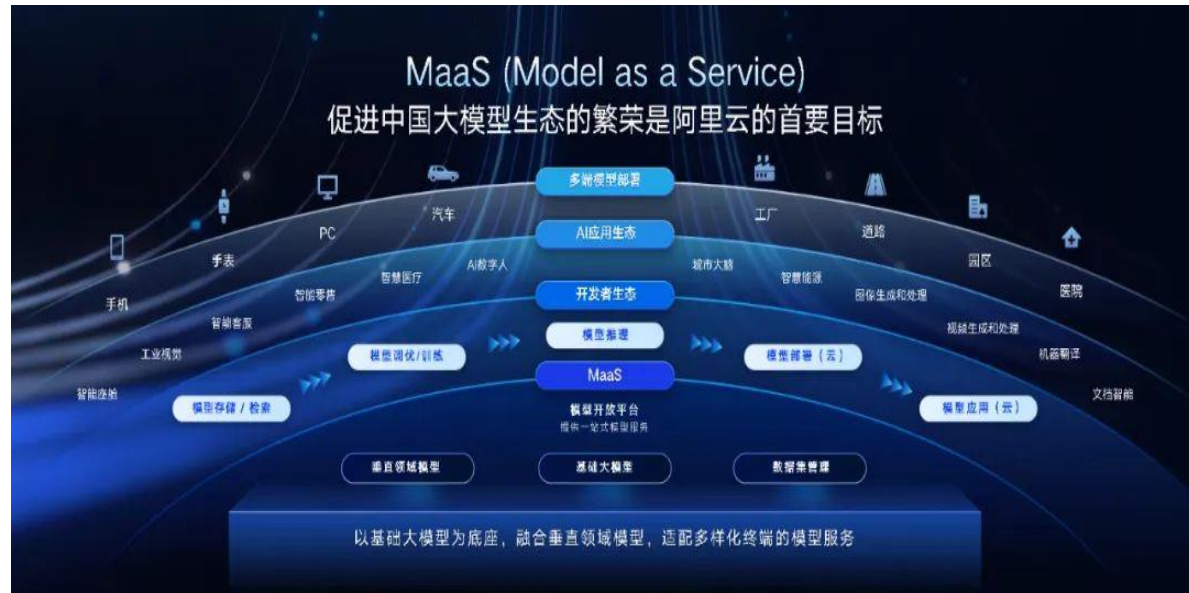 MaaS (Model as a Service)
促进中国大模型生态的繁荣是阿里云的首要目标
多端模型部署
手机
手表
PC
汽车
工厂
道路
园区
医院
AI应用生态
智能座舱
工业视觉
智能客服
智能零售
智慧医疗
AI数字人
城市大脑
智慧能源
图像生成和处理
视频生成和处理
机器翻译
文档智能
开发者生态
模型存储 / 检索
模型调优/训练
模型推理
模型部署（云）
模型应用（云）
MaaS
模型开放平台
提供一站式模型服务
垂直领域模型
基础大模型
数据集管理
以基础大模型为底座，融合垂直领域模型，适配多样化终端的模型服务